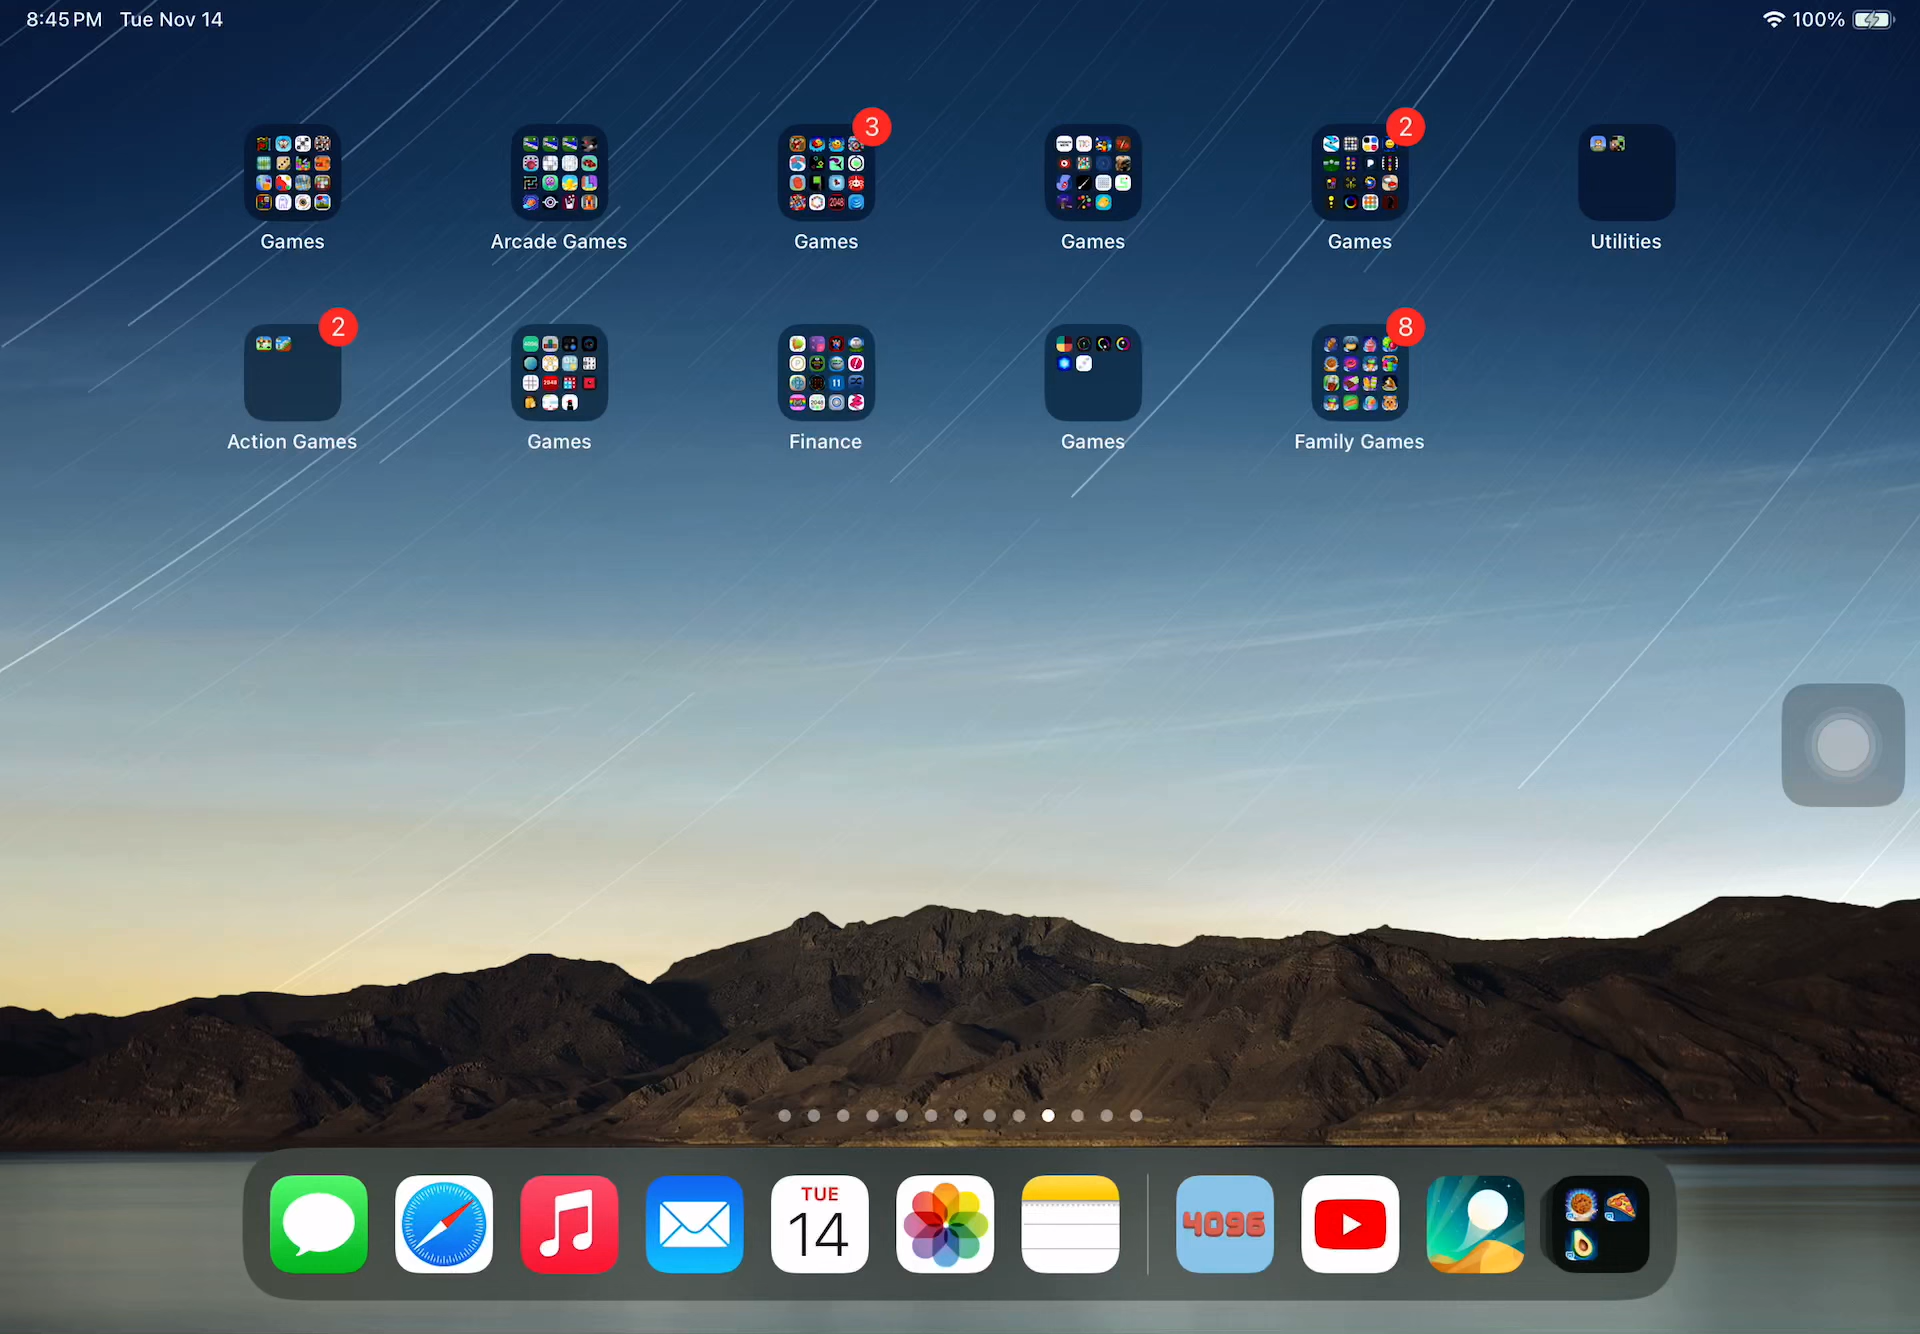 8:45 PM Tue Nov 14
100%
3
2
Games
Arcade Games
Games
Games
Games
Utilities
2
8
Action Games
Games
Finance
Games
Family Games
TUE
14
4096